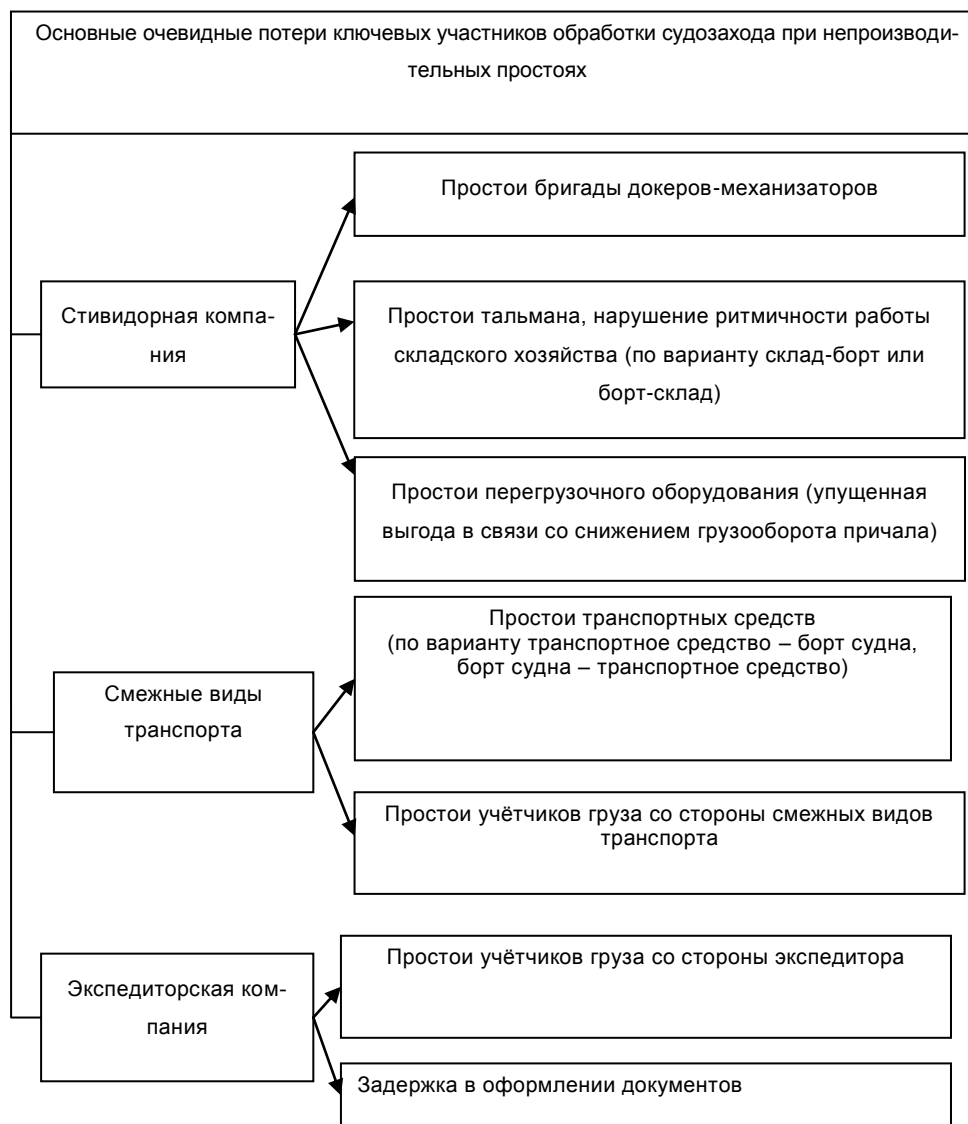 Основные очевидные потери ключевых участников обработки судозахода при непроизводи-
тельных простоях
Простои бригады докеров-механизаторов
Стивидорная компа-
ния
Простои тальмана, нарушение ритмичности работы
складского хозяйства (по варианту склад-борт или
борт-склад)
Простои перегрузочного оборудования (упущенная
выгода в связи со снижением грузооборота причала)
Простои транспортных средств
(по варианту транспортное средство – борт судна,
борт судна – транспортное средство)
Смежные виды
транспорта
Простои учётчиков груза со стороны смежных видов
транспорта
Простои учётчиков груза со стороны экспедитора
Экспедиторская ком-
пания
Задержка в оформлении документов